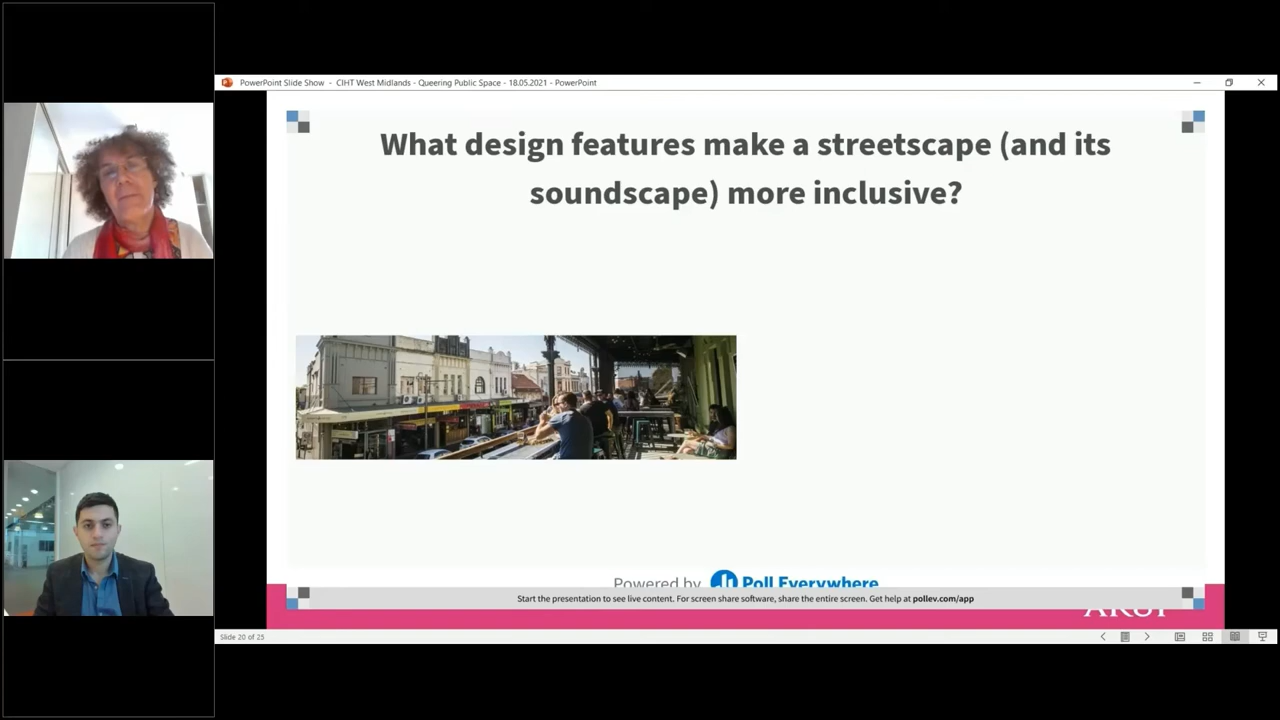 PowerPoint Slide Show - CIHT West Midlands - Queering Public Space - 18.05.2021 - PowerPoint
What design features make a streetscape (and its
soundscape) more inclusive?
Powered by Poll Everywhere
Start the presentation to see live content. For screen share software, share the entire screen. Get help at pollev.com/app
ARUP
Slide 20 of 25